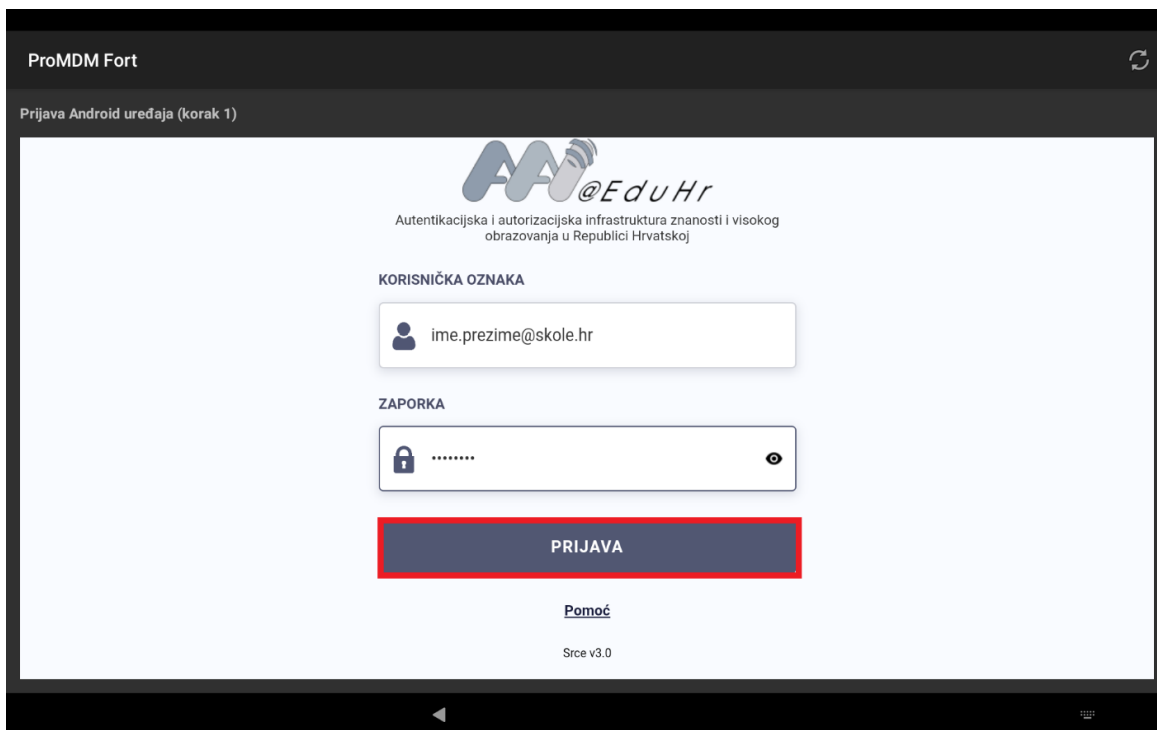 ProMDM Fort
Prijava Android uređaja (korak 1)
AAI@EduHr
Autentikacijska i autorizacijska infrastruktura znanosti i visokog
obrazovanja u Republici Hrvatskoj
KORISNIČKA OZNAKA
ime.prezime@skole.hr
ZAPORKA
••••••••
PRIJAVA
Pomoć
Srce v3.0